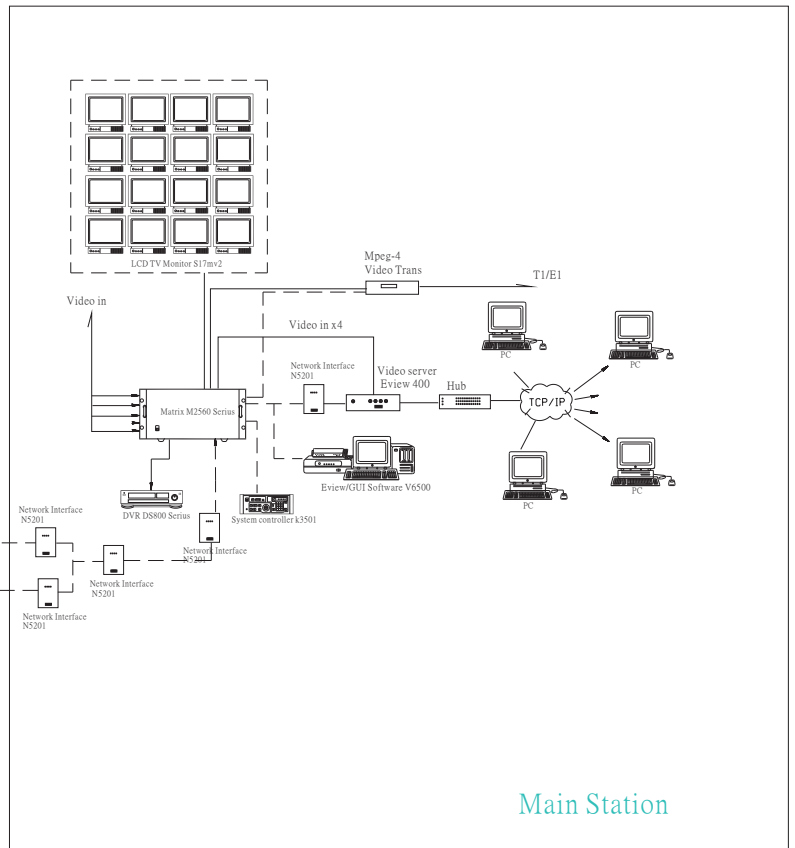 LCD TV Monitor S17mv2
Mpeg-4
Video Trans
T1/E1
Video in
Video in x4
PC
PC
Network Interface
N5201
Video server
Eview 400
Hub
TCP/IP
Matrix M2560 Serius
Eview/GUI Software V6500
PC
PC
DVR DS800 Serius
System controller k3501
Network Interface
N5201
Network Interface
N5201
Network Interface
N5201
Network Interface
N5201
Main Station